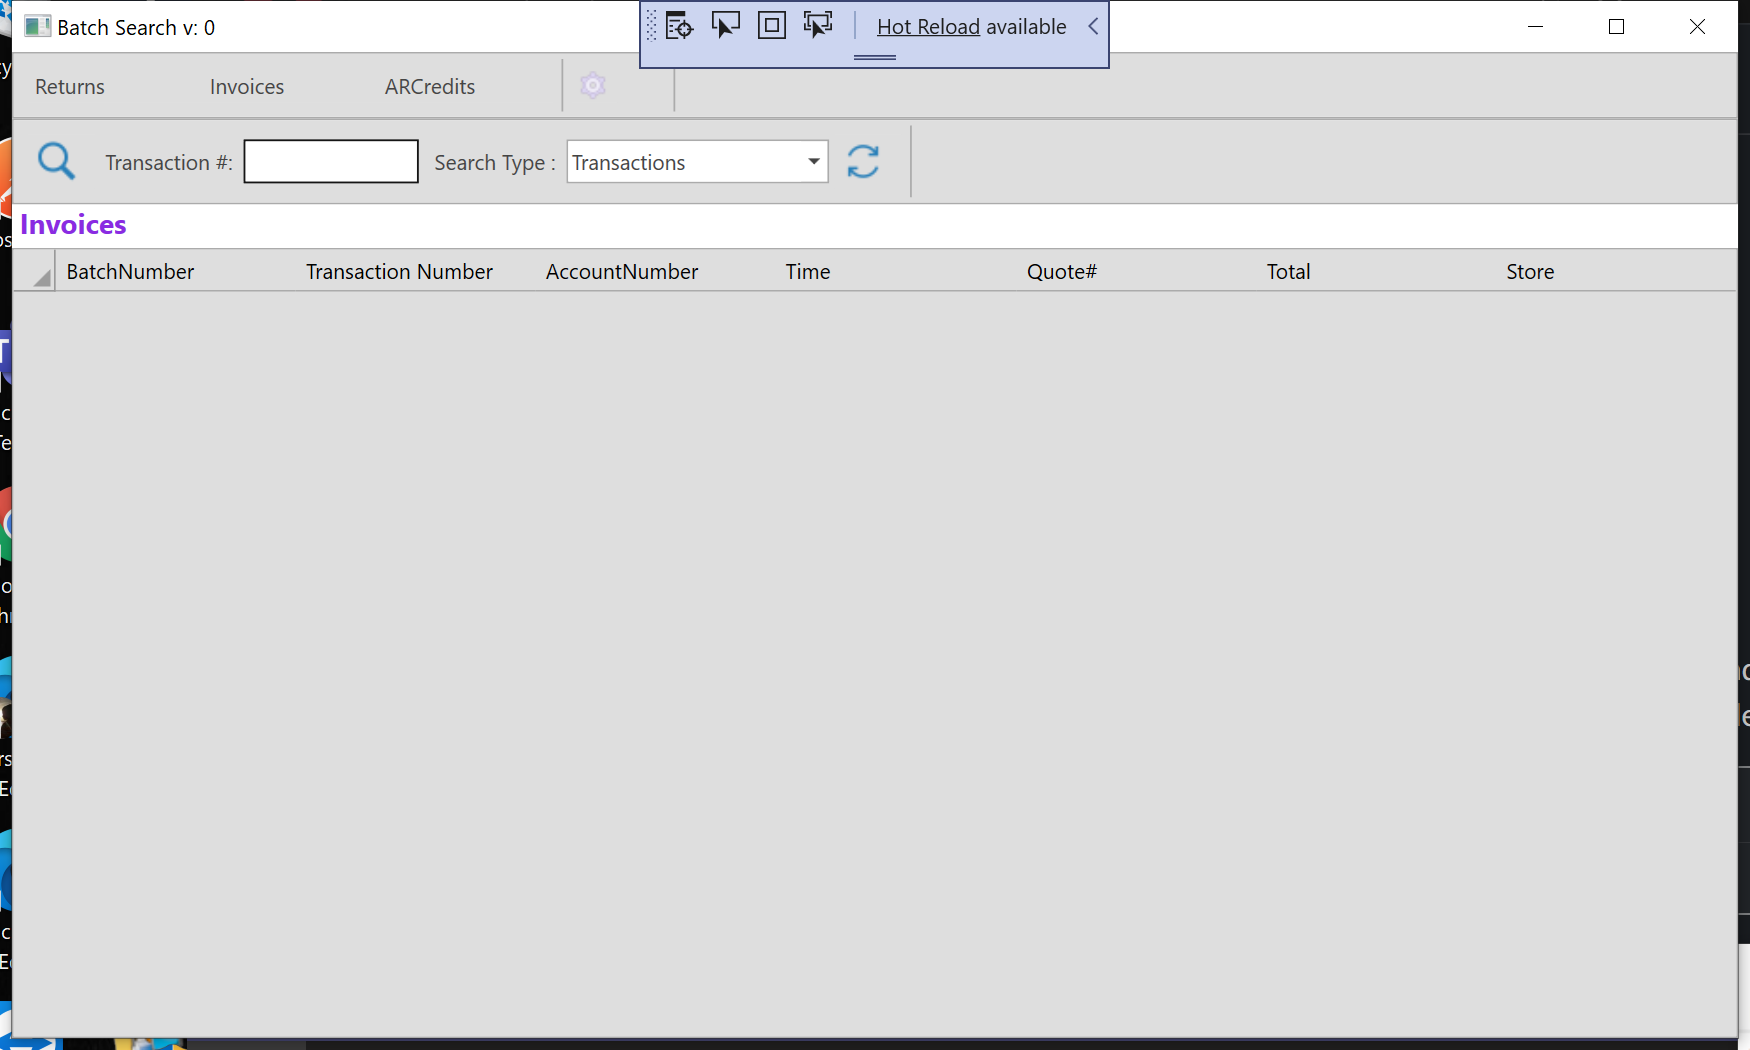 Batch Search v: 0
Hot Reload available
Returns Invoices ARCredits
Transaction #: Search Type : Transactions
Invoices
BatchNumber Transaction Number AccountNumber Time Quote# Total Store